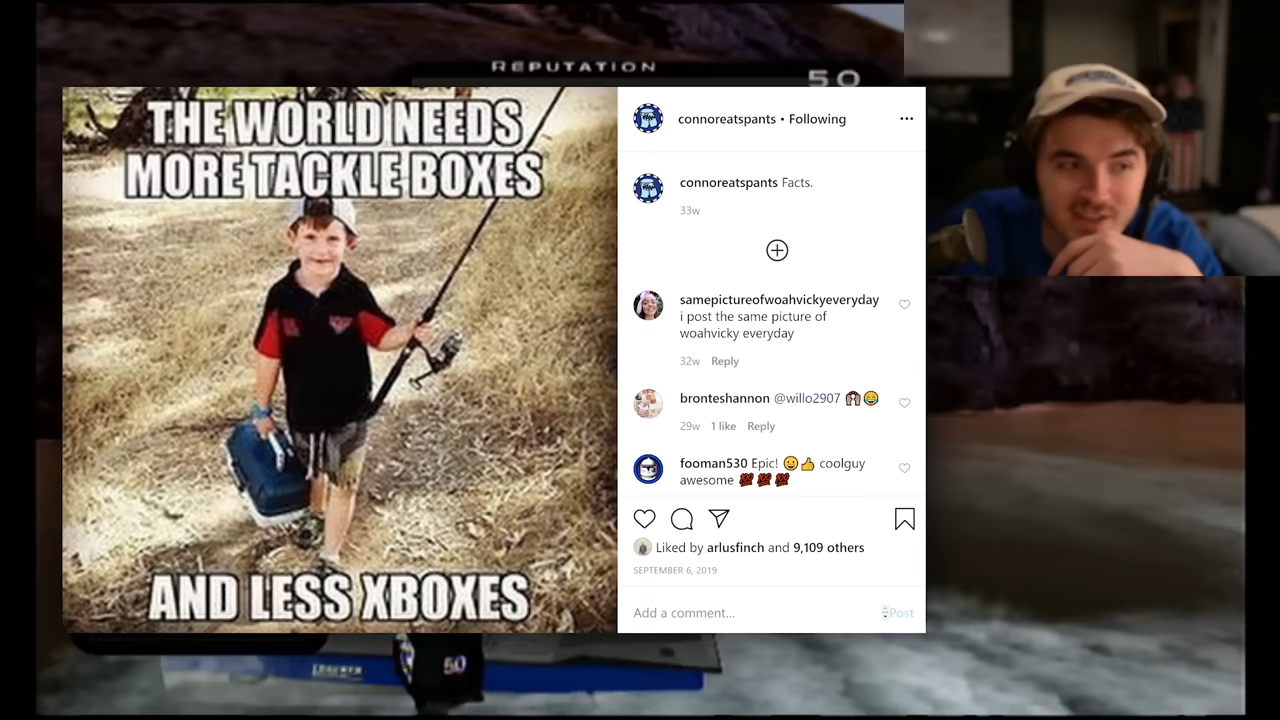 REPUTATION
50
THE WORLD NEEDS
MORE TACKLE BOXES
AND LESS XBOXES
connoreatspants • Following
connoreatspants Facts.
33w
samepictureofwoahvickyeveryday
i post the same picture of
woahvicky everyday
32w Reply
bronteshannon @willo2907 🙈😂
29w 1 like Reply
fooman530 Epic! 😉👍 coolguy
awesome 💯 💯 💯
Liked by arlusfinch and 9,109 others
SEPTEMBER 6, 2019
Add a comment...
Post
50